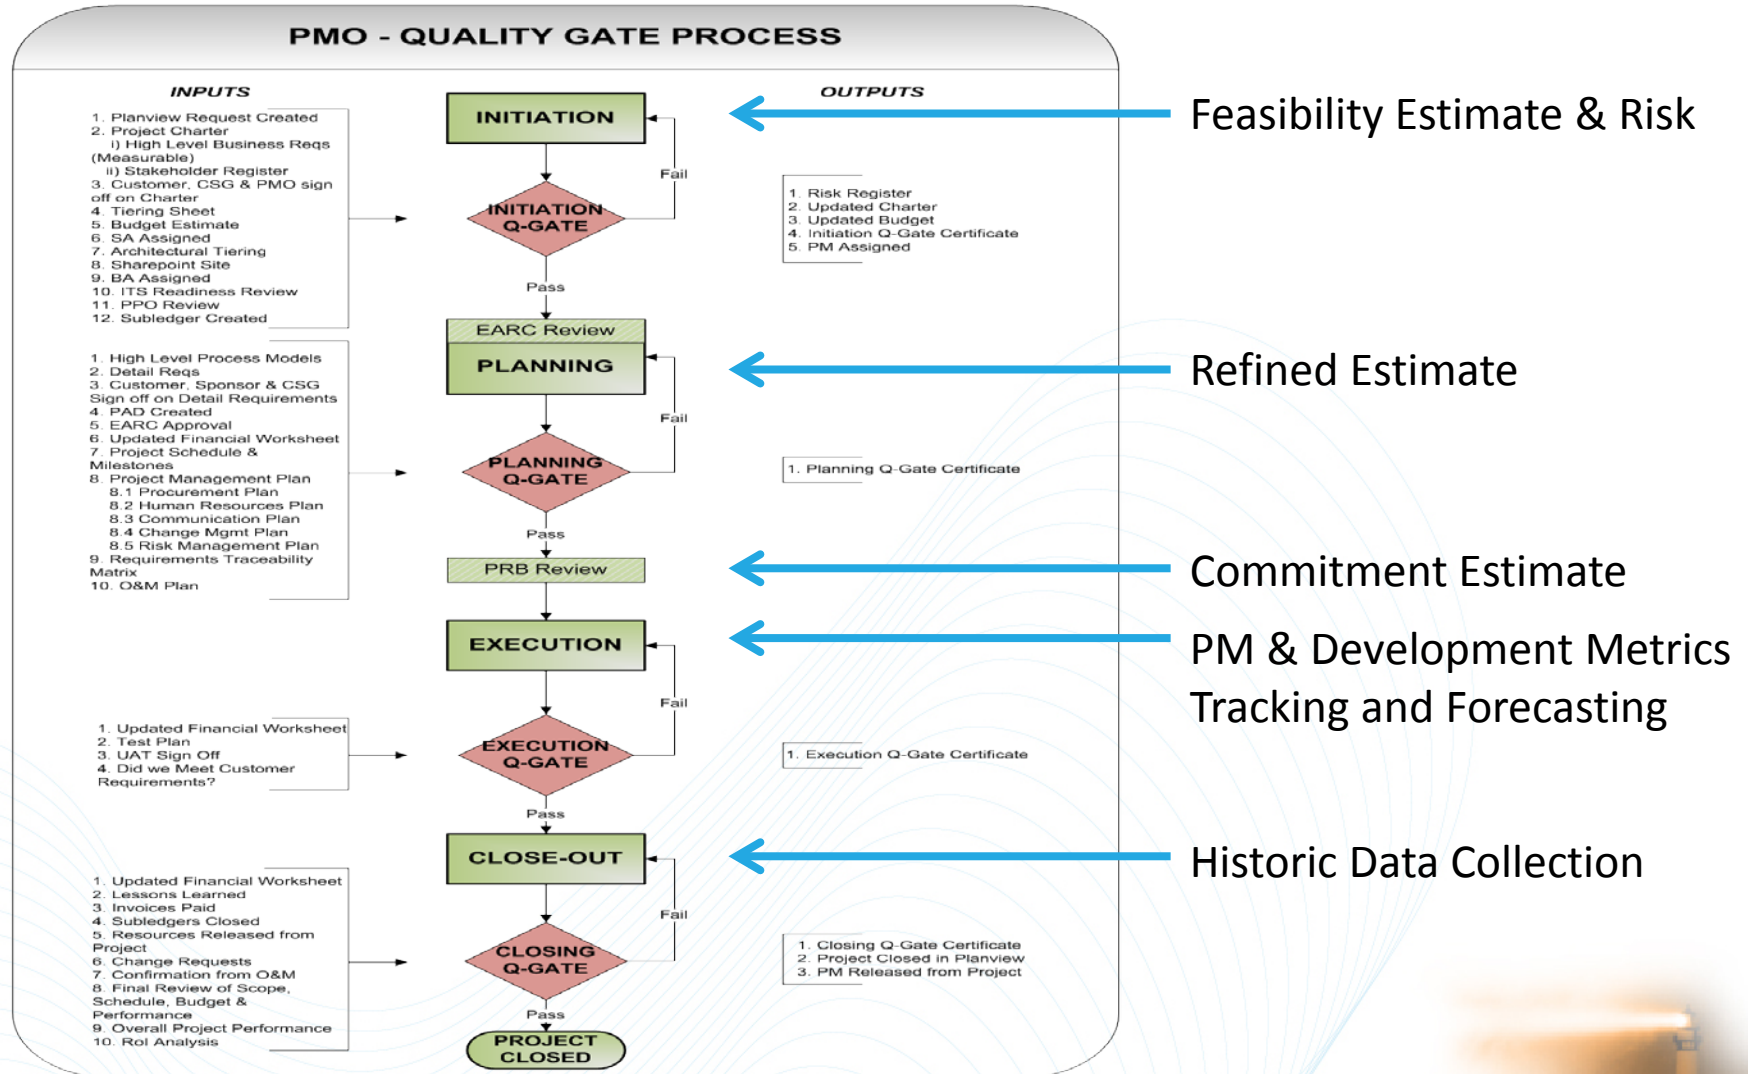 PMO - QUALITY GATE PROCESS
INPUTS
OUTPUTS
1. Planview Request Created
2. Project Charter
i) High Level Business Reqs
(Measurable)
ii) Stakeholder Register
3. Customer, CSG & PMO sign
off on Charter
4. Tiering Sheet
5. Budget Estimate
6. SA Assigned
7. Architectural Tiering
8. Sharepoint Site
9. BA Assigned
10. ITS Readiness Review
11. PPO Review
12. Subledger Created
INITIATION
Fail
INITIATION
Q-GATE
Pass
1. Risk Register
2. Updated Charter
3. Updated Budget
4. Initiation Q-Gate Certificate
5. PM Assigned
Feasibility Estimate & Risk
1. High Level Process Models
2. Detail Reqs
3. Customer, Sponsor & CSG
Sign off on Detail Requirements
4. PAD Created
5. EARC Approval
6. Updated Financial Worksheet
7. Project Schedule &
Milestones
8. Project Management Plan
8.1 Procurement Plan
8.2 Human Resources Plan
8.3 Communication Plan
8.4 Change Mgmt Plan
8.5 Risk Management Plan
9. Requirements Traceability
Matrix
10. O&M Plan
EARC Review
PLANNING
Fail
PLANNING
Q-GATE
Pass
PRB Review
1. Planning Q-Gate Certificate
Refined Estimate
Commitment Estimate
EXECUTION
Fail
1. Updated Financial Worksheet
2. Test Plan
3. UAT Sign Off
4. Did we Meet Customer
Requirements?
EXECUTION
Q-GATE
Pass
1. Execution Q-Gate Certificate
PM & Development Metrics
Tracking and Forecasting
CLOSE-OUT
Fail
1. Updated Financial Worksheet
2. Lessons Learned
3. Invoices Paid
4. Subledgers Closed
5. Resources Released from
Project
6. Change Requests
7. Confirmation from O&M
8. Final Review of Scope,
Schedule, Budget &
Performance
9. Overall Project Performance
10. RoI Analysis
CLOSING
Q-GATE
Pass
PROJECT
CLOSED
1. Closing Q-Gate Certificate
2. Project Closed in Planview
3. PM Released from Project
Historic Data Collection